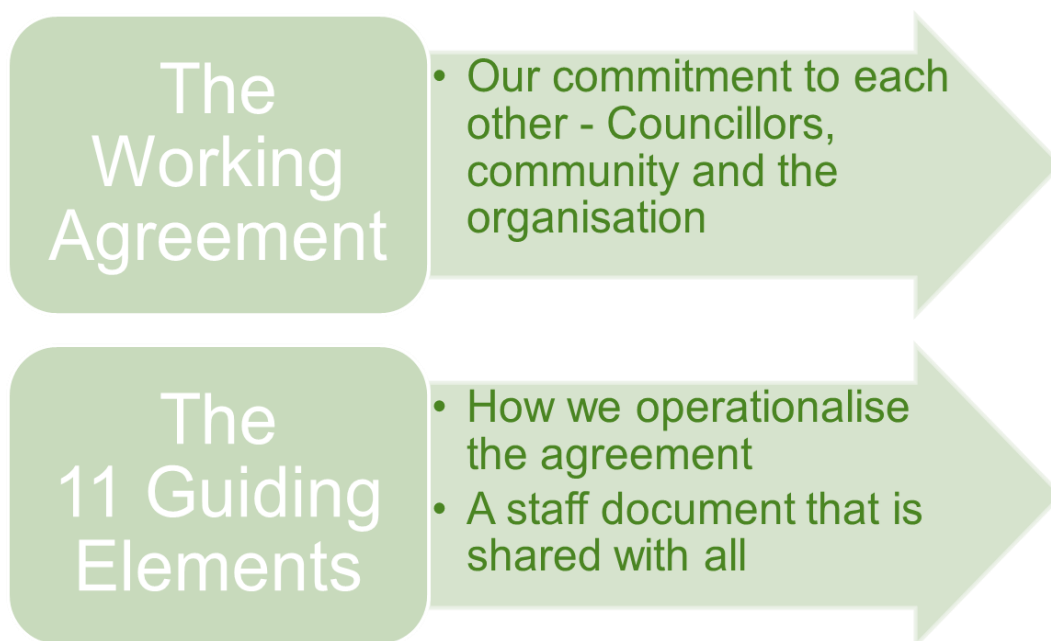 The
Working
Agreement
• Our commitment to each
other - Councillors,
community and the
organisation
The
11 Guiding
Elements
• How we operationalise
the agreement
• A staff document that is
shared with all